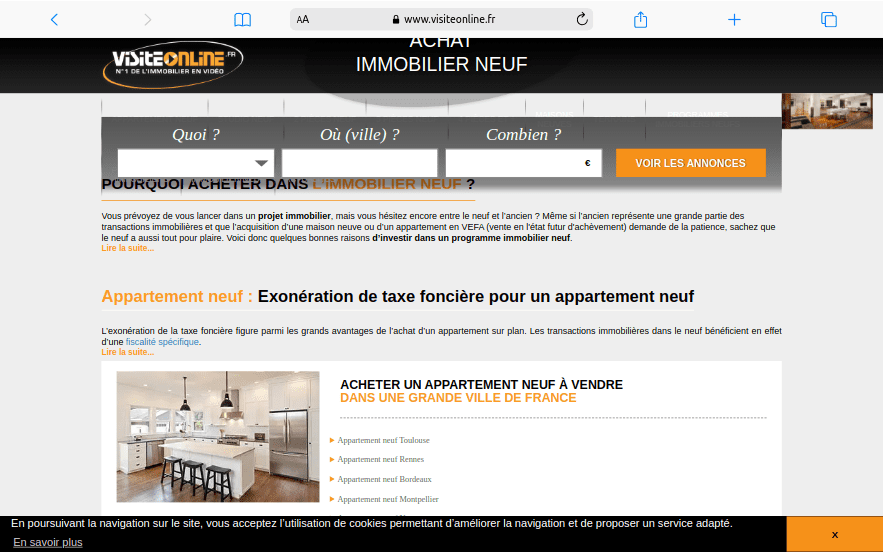 AA
www.visiteonline.fr
VISITEONLINE.FR
N°1 DE L'IMMOBILIER EN VIDÉO
ACHAT
IMMOBILIER NEUF
Quoi ?
Où (ville) ?
Combien ?
€
VOIR LES ANNONCES
POURQUOI ACHETER DANS L'IMMOBILIER NEUF ?
Vous prévoyez de vous lancer dans un projet immobilier, mais vous hésitez encore entre le neuf et l'ancien ? Même si l'ancien représente une grande partie des
transactions immobilières et que l'acquisition d'une maison neuve ou d'un appartement en VEFA (vente en l'état futur d'achèvement) demande de la patience, sachez que
le neuf a aussi tout pour plaire. Voici donc quelques bonnes raisons d'investir dans un programme immobilier neuf.
Lire la suite...
Appartement neuf : Exonération de taxe foncière pour un appartement neuf
L'exonération de la taxe foncière figure parmi les grands avantages de l'achat d'un appartement sur plan. Les transactions immobilières dans le neuf bénéficient en effet
d'une fiscalité spécifique.
Lire la suite...
ACHETER UN APPARTEMENT NEUF À VENDRE
DANS UNE GRANDE VILLE DE FRANCE
Appartement neuf Toulouse
Appartement neuf Rennes
Appartement neuf Bordeaux
Appartement neuf Montpellier
En poursuivant la navigation sur le site, vous acceptez l'utilisation de cookies permettant d'améliorer la navigation et de proposer un service adapté.
En savoir plus
X